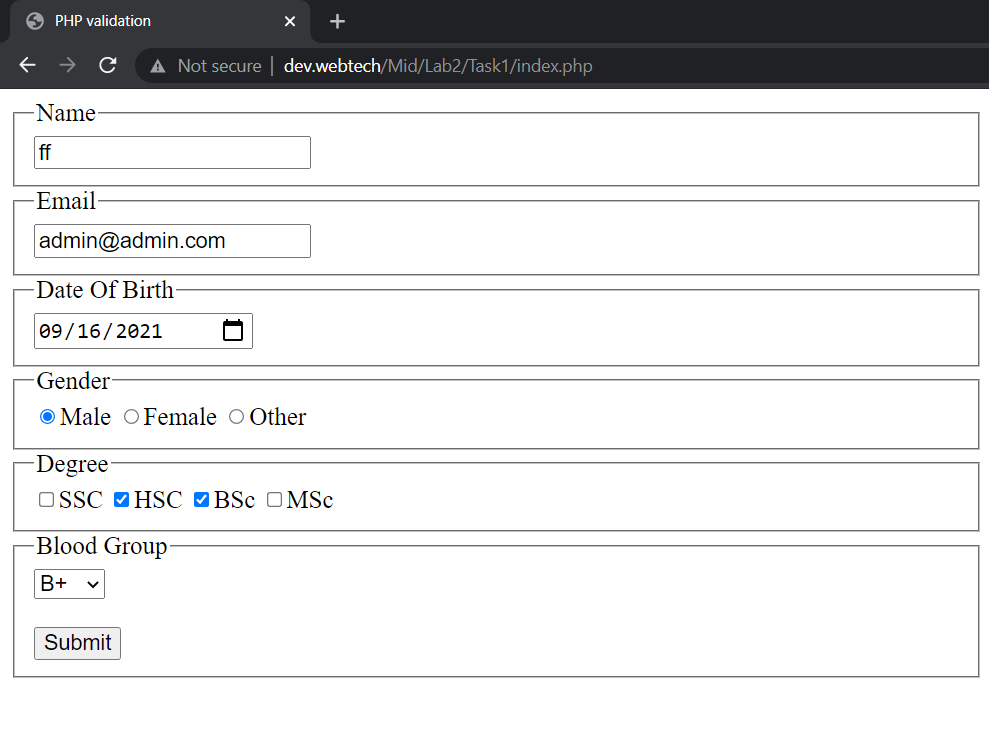 PHP validation
Not secure | dev.webtech/Mid/Lab2/Task1/index.php
Name
ff
Email
admin@admin.com
Date Of Birth
09/16/2021
Gender
Male Female Other
Degree
SSC HSC BSc MSc
Blood Group
B+
Submit